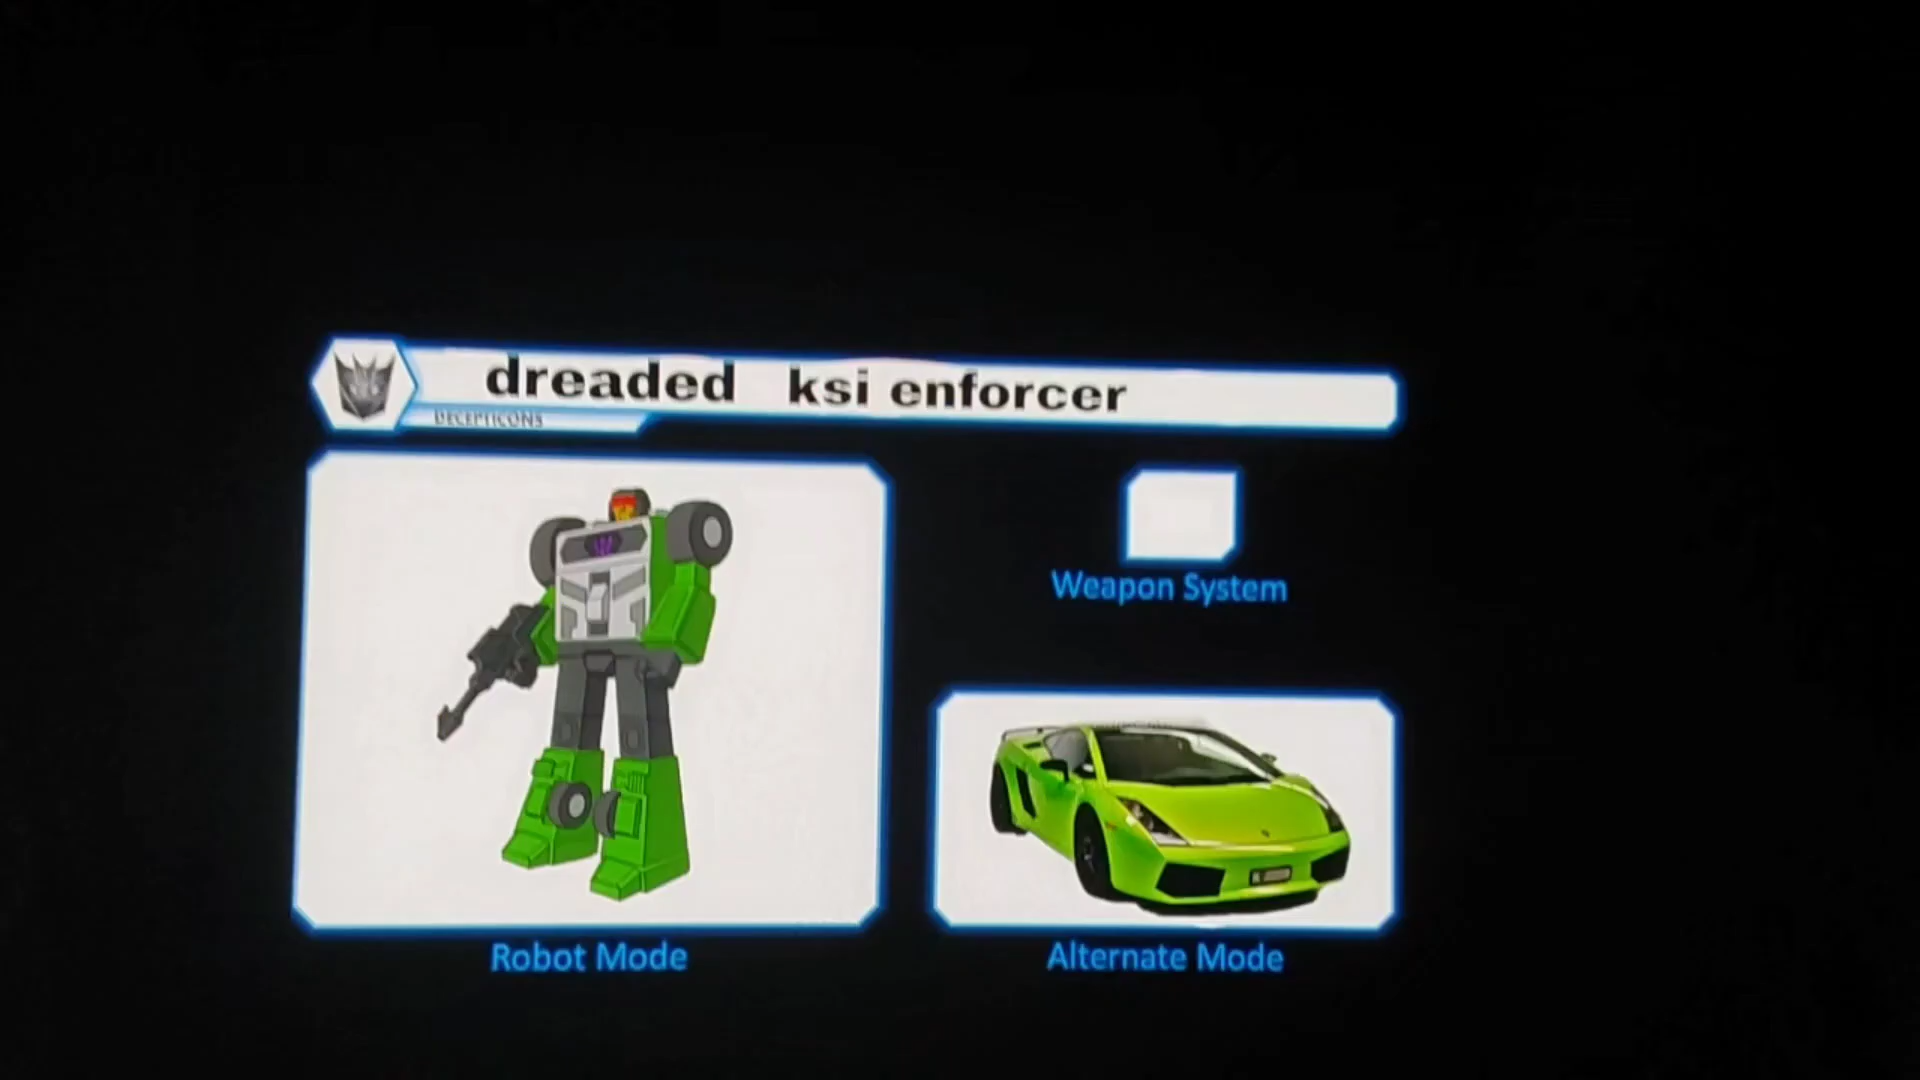 dreaded ksi enforcer
DECEPTICONS
Weapon System
Robot Mode
Alternate Mode